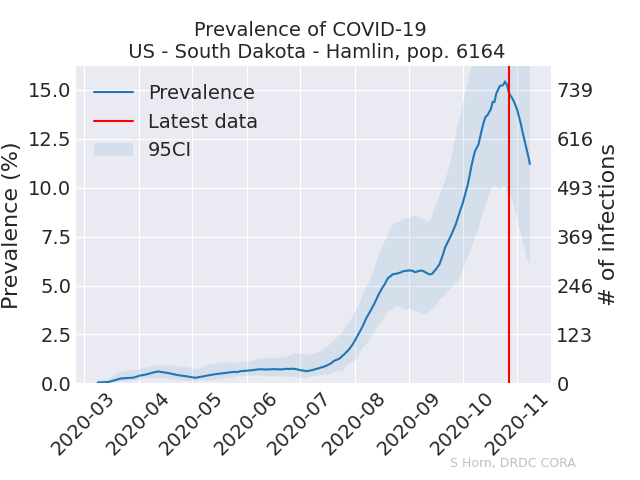 Prevalence of COVID-19
US - South Dakota - Hamlin, pop. 6164
Prevalence
Latest data
95CI
Prevalence (%)
15.0
12.5
10.0
7.5
5.0
2.5
0.0
739
616
493
369
246
123
0
# of infections
2020-03
2020-04
2020-05
2020-06
2020-07
2020-08
2020-09
2020-10
2020-11
S Horn, DRDC CORA